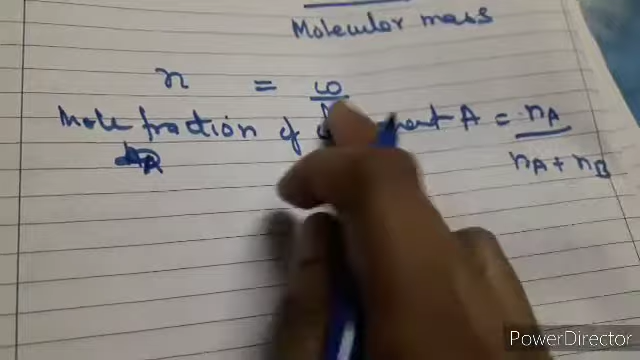 Molecular mass
n = w
Mole fraction of A = nA
nA + nB
PowerDirector